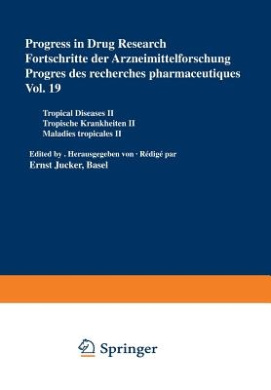 Progress in Drug Research
Fortschritte der Arzneimittelforschung
Progres des recherches pharmaceutiques
Vol. 19
Tropical Diseases II
Tropische Krankheiten II
Maladies tropicales II
Edited by . Herausgegeben von · Rédigé par
Ernst Jucker, Basel
Springer